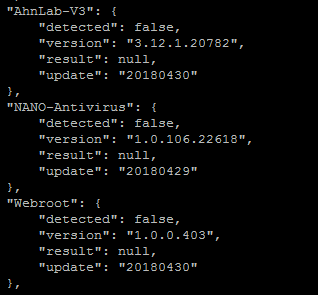 "AhnLab-V3": {
    "detected": false,
    "version": "3.12.1.20782",
    "result": null,
    "update": "20180430"
},
"NANO-Antivirus": {
    "detected": false,
    "version": "1.0.106.22618",
    "result": null,
    "update": "20180429"
},
"Webroot": {
    "detected": false,
    "version": "1.0.0.403",
    "result": null,
    "update": "20180430"
},